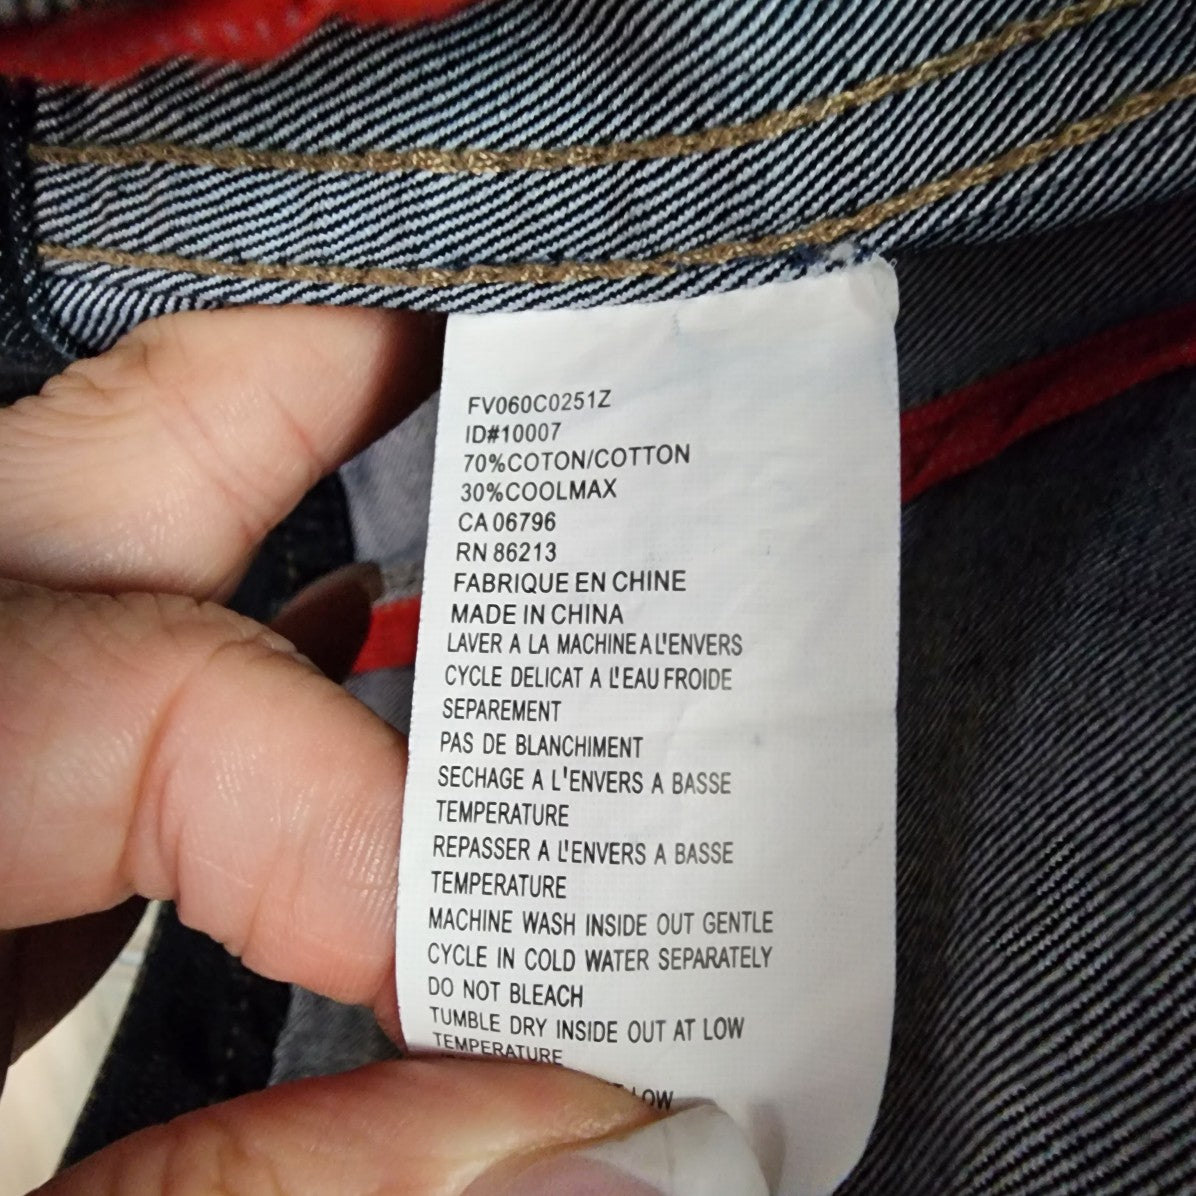 FV060C0251Z
ID#10007
70%COTON/COTTON
30%COOLMAX
CA 06796
RN 86213
FABRIQUE EN CHINE
MADE IN CHINA
LAVER A LA MACHINE A L'ENVERS
CYCLE DELICAT A L'EAU FROIDE
SEPAREMENT
PAS DE BLANCHIMENT
SECHAGE A L'ENVERS A BASSE
TEMPERATURE
REPASSER A L'ENVERS A BASSE
TEMPERATURE
MACHINE WASH INSIDE OUT GENTLE
CYCLE IN COLD WATER SEPARATELY
DO NOT BLEACH
TUMBLE DRY INSIDE OUT AT LOW
TEMPERATURE
LOW